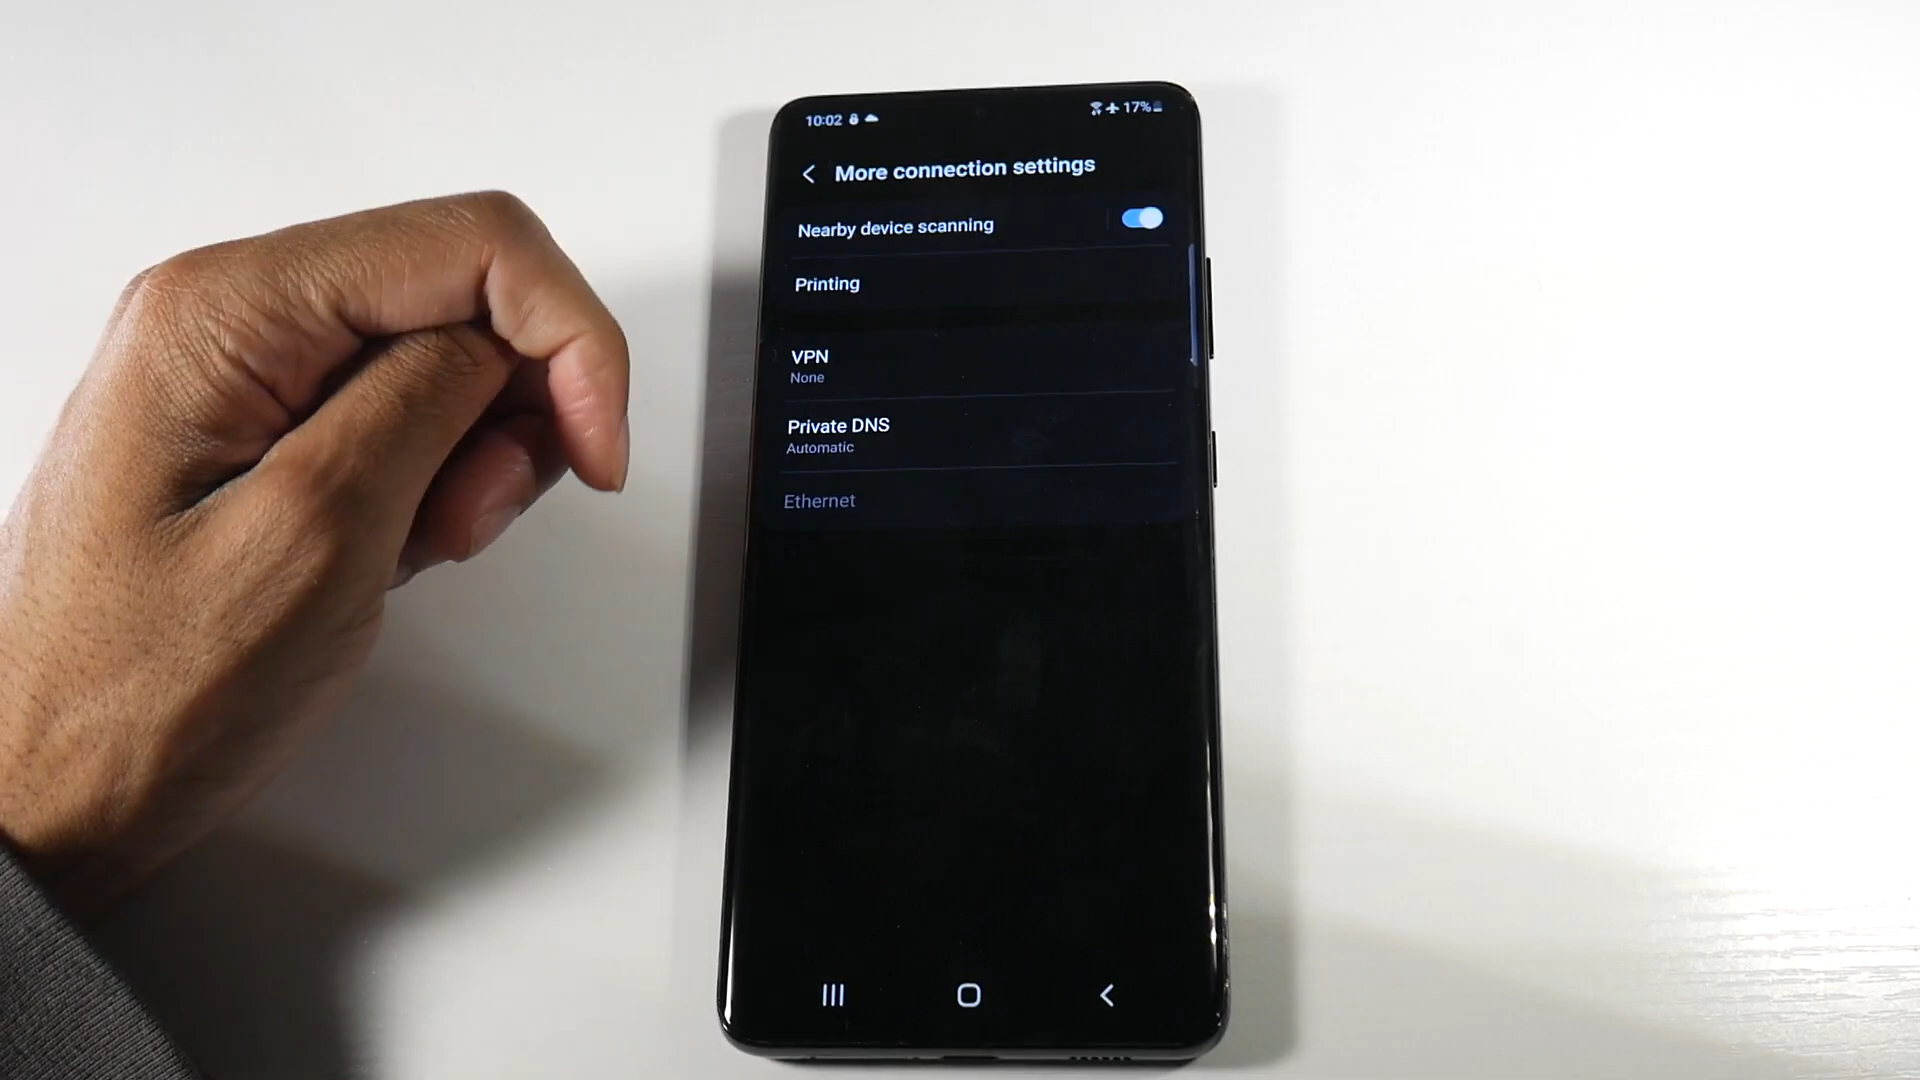 10:02
17%
More connection settings
Nearby device scanning
Printing
VPN
None
Private DNS
Automatic
Ethernet